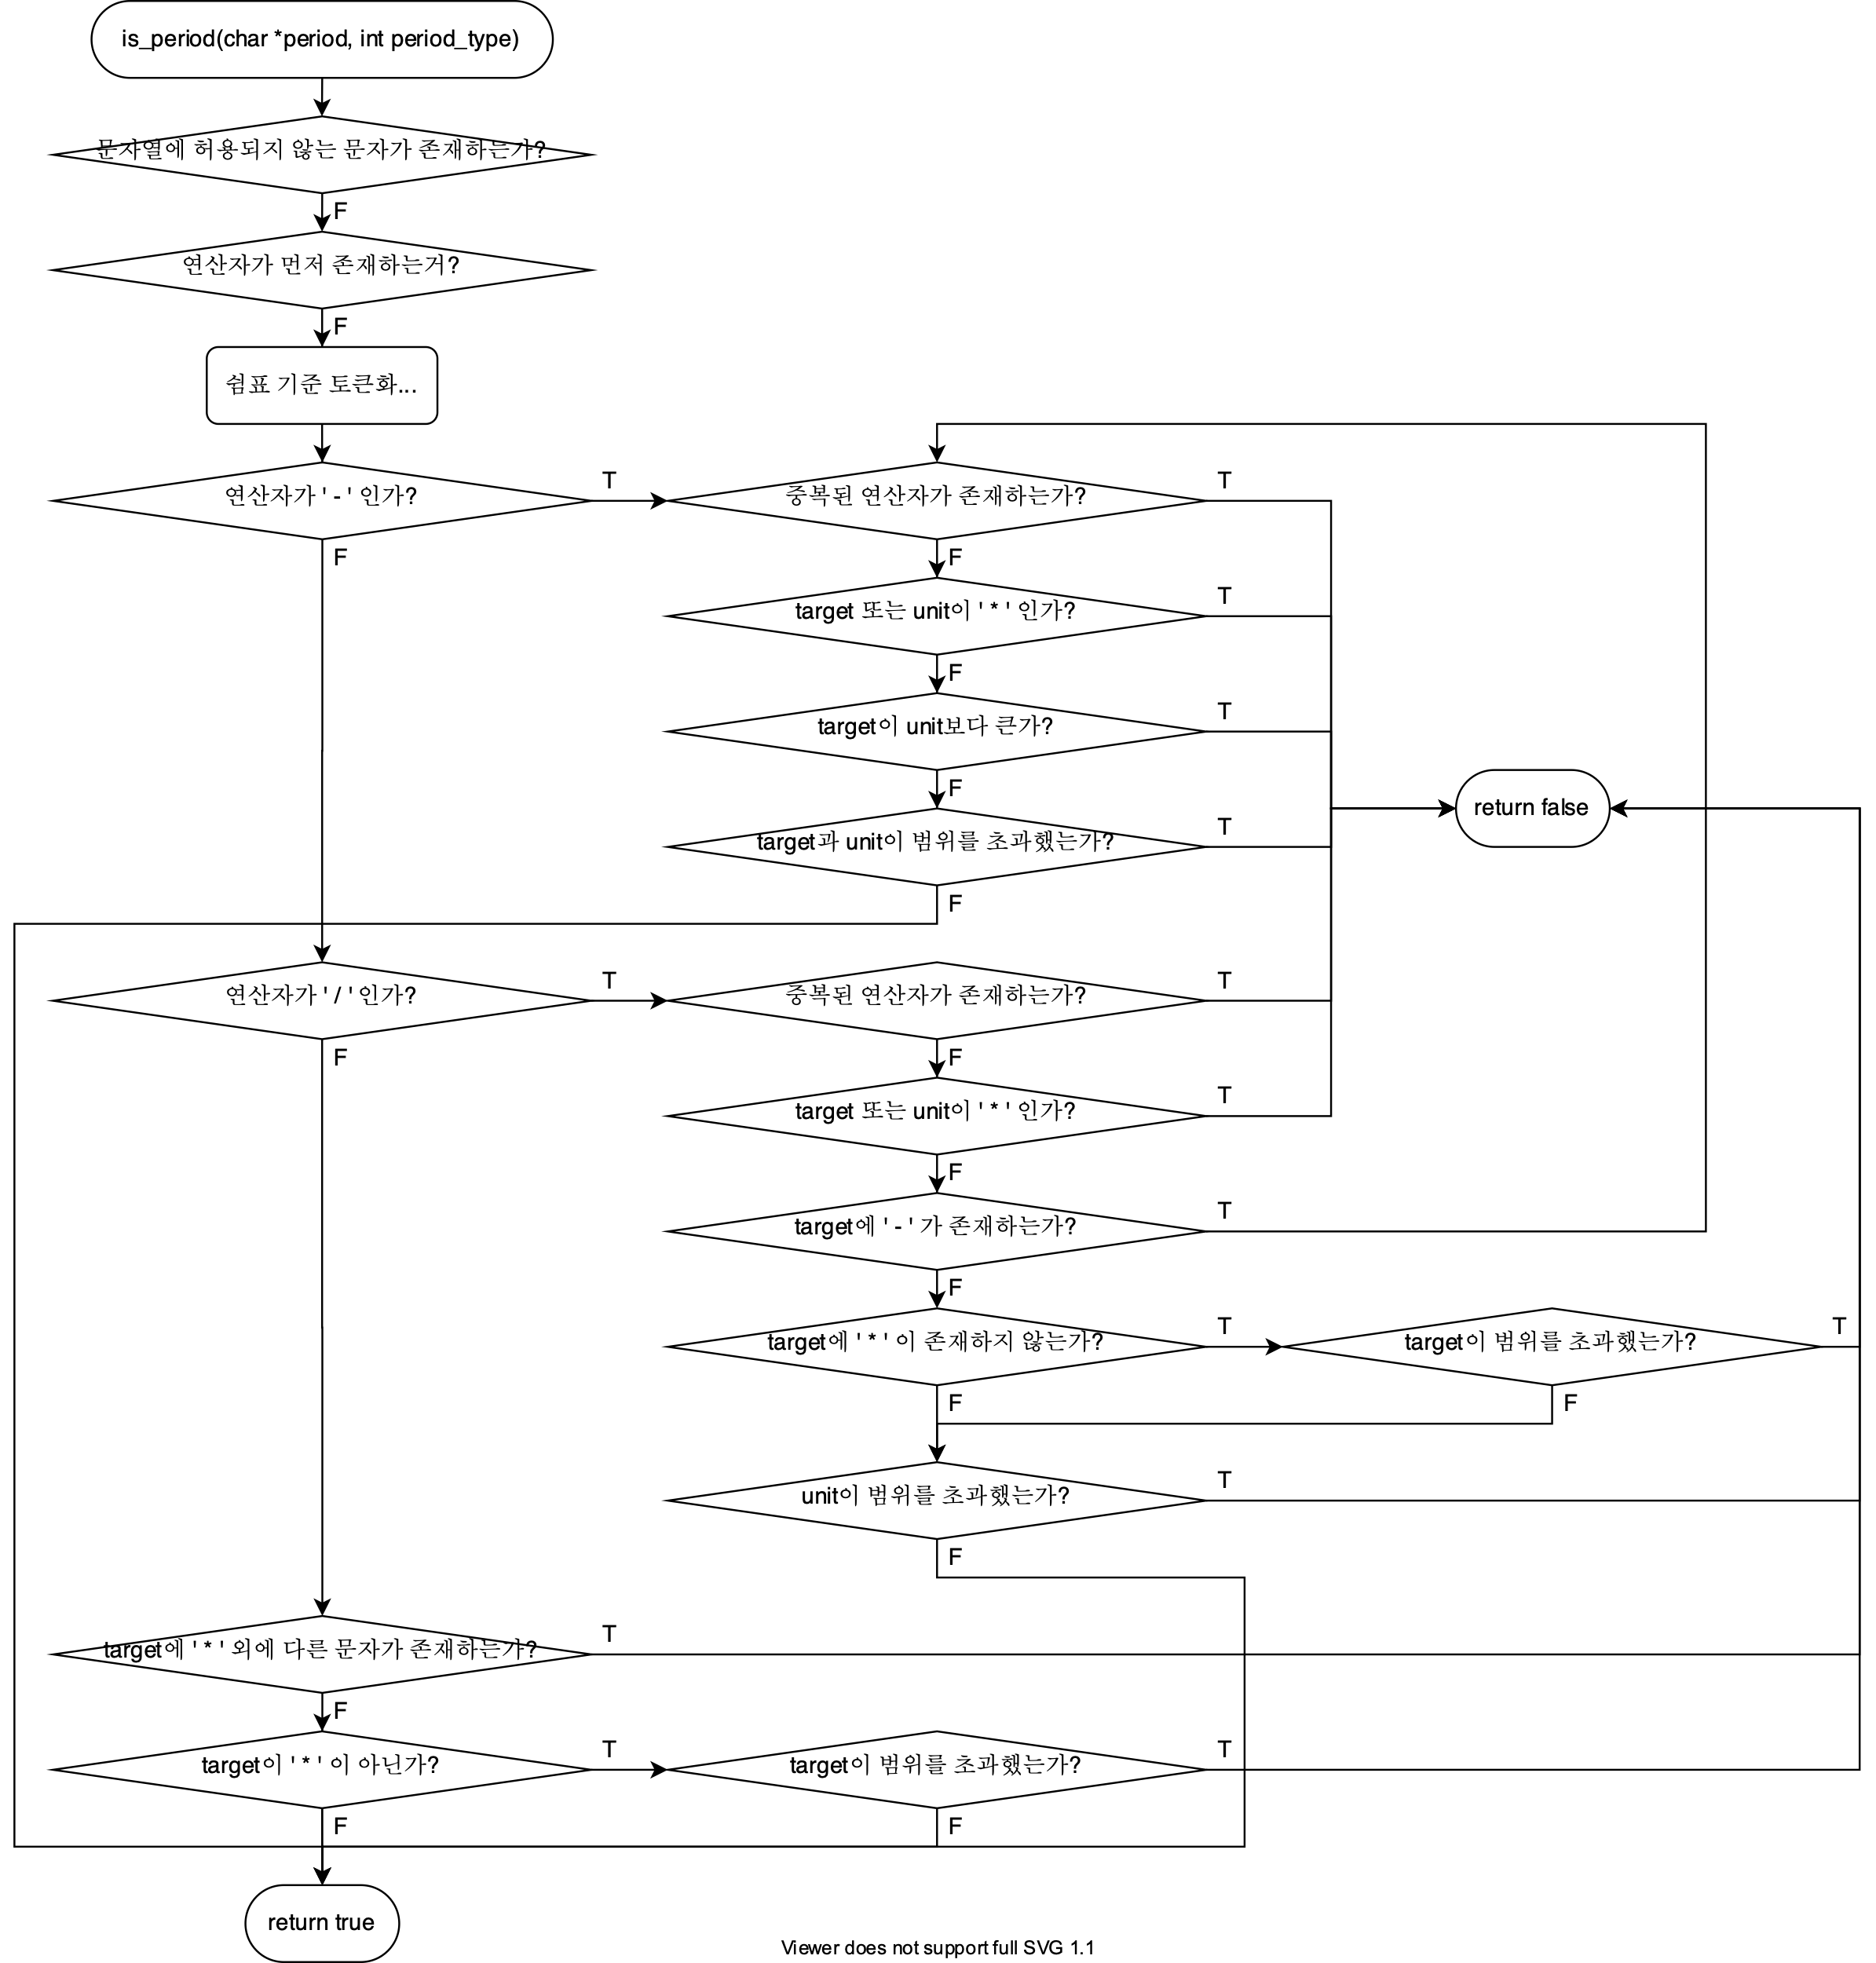 is_period(char *period, int period_type)
문자열에 허용되지 않는 문자가 존재하는가?
F
연산자가 먼저 존재하는거?
F
쉼표 기준 토큰화...
연산자가 ' - ' 인가?
T
중복된 연산자가 존재하는가?
T
F
F
target 또는 unit이 ' * ' 인가?
T
F
target이 unit보다 큰가?
T
return false
F
target과 unit이 범위를 초과했는가?
T
F
연산자가 ' / ' 인가?
T
중복된 연산자가 존재하는가?
T
F
F
target 또는 unit이 ' * ' 인가?
T
F
target에 ' - ' 가 존재하는가?
T
F
target에 ' * ' 이 존재하지 않는가?
T
target이 범위를 초과했는가?
T
F
F
unit이 범위를 초과했는가?
T
F
target에 ' * ' 외에 다른 문자가 존재하는가?
T
F
target이 ' * ' 이 아닌가?
T
target이 범위를 초과했는가?
T
F
F
return true
Viewer does not support full SVG 1.1